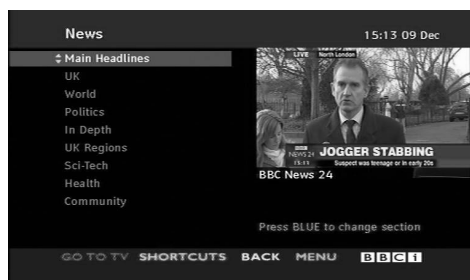 News
15:13 09 Dec
Main Headlines
UK
World
Politics
In Depth
UK Regions
Sci-Tech
Health
Community
LIVE North London
BBC
NEWS 24
15:13
JOGGER STABBING
Suspect was teenage or in early 20s
BBC News 24
Press BLUE to change section
GO TO TV SHORTCUTS BACK MENU BBCi